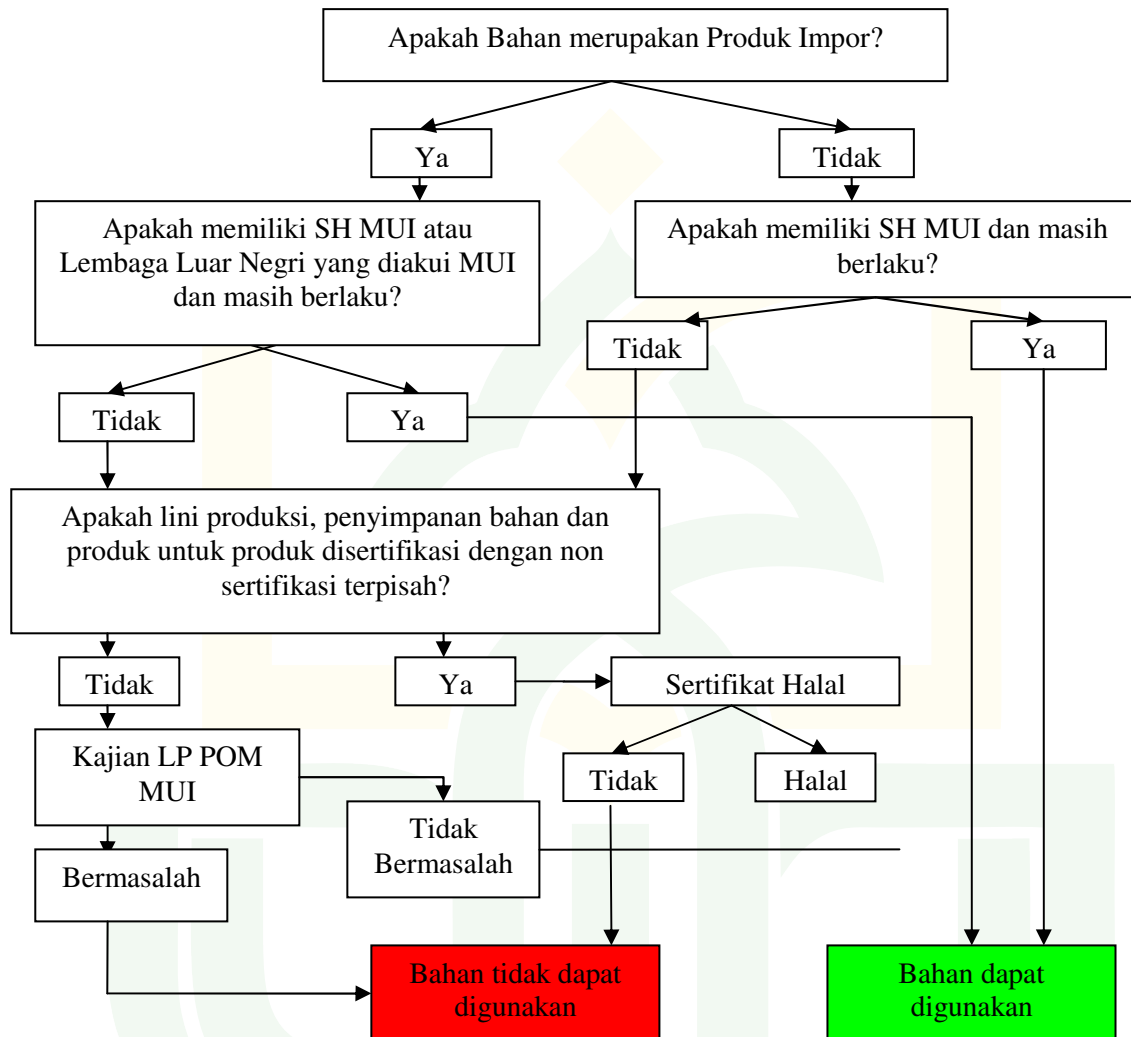 Apakah Bahan merupakan Produk Impor?
Ya
Tidak
Apakah memiliki SH MUI atau
Lembaga Luar Negri yang diakui MUI
dan masih berlaku?
Apakah memiliki SH MUI dan masih
berlaku?
Tidak
Ya
Tidak
Ya
Apakah lini produksi, penyimpanan bahan dan
produk untuk produk disertifikasi dengan non
sertifikasi terpisah?
Tidak
Ya
Sertifikat Halal
Kajian LP POM
MUI
Tidak
Halal
Tidak
Bermasalah
Bermasalah
Bahan tidak dapat
digunakan
Bahan dapat
digunakan